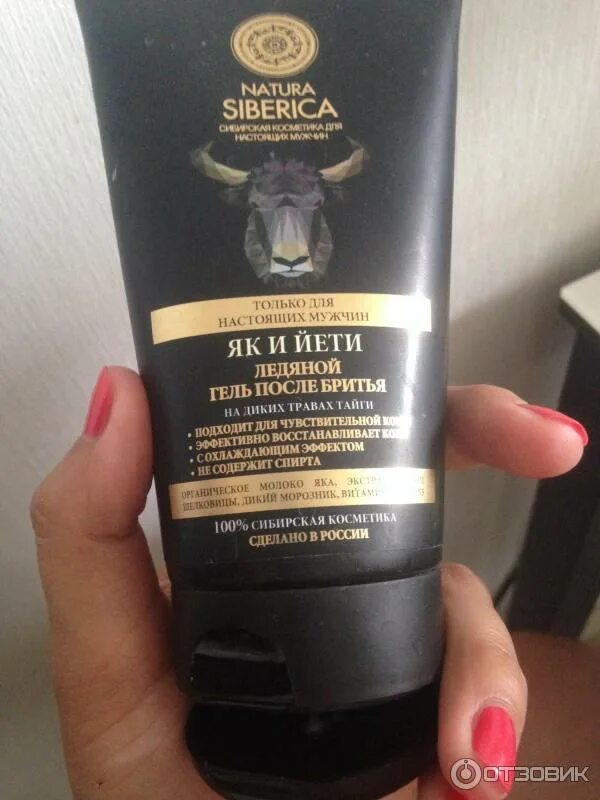 NATURA
SIBERICA
СИБИРСКАЯ КОСМЕТИКА ДЛЯ
НАСТОЯЩИХ МУЖЧИН
ТОЛЬКО ДЛЯ
НАСТОЯЩИХ МУЖЧИН
ЯК И ЙЕТИ
ЛЕДЯНОЙ
ГЕЛЬ ПОСЛЕ БРИТЬЯ
НА ДИКИХ ТРАВАХ ТАЙГИ
• ПОДХОДИТ ДЛЯ ЧУВСТВИТЕЛЬНОЙ
• ЭФФЕКТИВНО ВОССТАНАВЛИВАЕТ
• С ОХЛАЖДАЮЩИМ ЭФФЕКТОМ
• НЕ СОДЕРЖИТ СПИРТА
ОРГАНИЧЕСКОЕ МОЛОКО ЯКА,
ШЕЛКОВИЦЫ, ДИКИЙ МОРОЗНИК,
100% СИБИРСКАЯ КОСМЕТИКА
СДЕЛАНО В РОССИИ
ОТЗОВИК